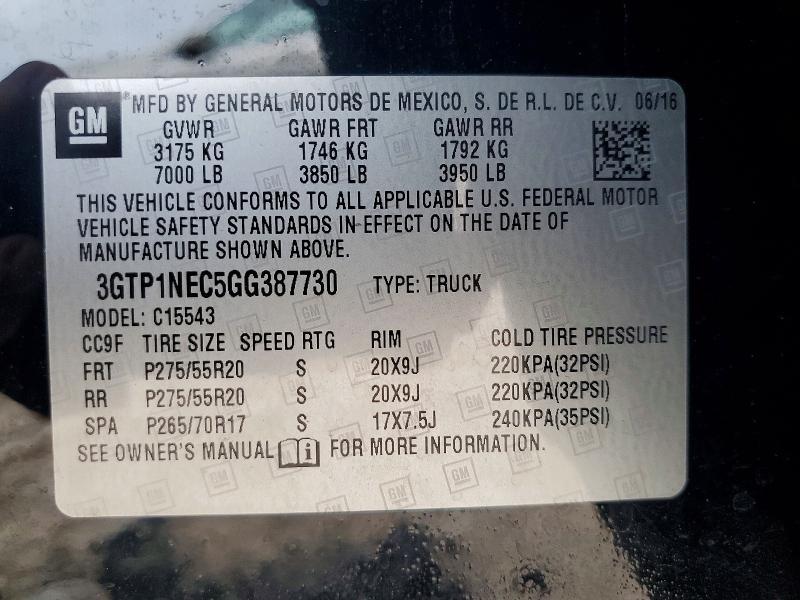 GM MFD BY GENERAL MOTORS DE MEXICO, S. DE R.L. DE C.V. 06/16
GVWR GAWR FRT GAWR RR
3175 KG 1746 KG 1792 KG
7000 LB 3850 LB 3950 LB
THIS VEHICLE CONFORMS TO ALL APPLICABLE U.S. FEDERAL MOTOR
VEHICLE SAFETY STANDARDS IN EFFECT ON THE DATE OF
MANUFACTURE SHOWN ABOVE.
3GTP1NEC5GG387730 TYPE: TRUCK
MODEL: C15543
CC9F TIRE SIZE SPEED RTG RIM COLD TIRE PRESSURE
FRT P275/55R20 S 20X9J 220KPA(32PSI)
RR P275/55R20 S 20X9J 220KPA(32PSI)
SPA P265/70R17 S 17X7.5J 240KPA(35PSI)
SEE OWNER'S MANUAL i FOR MORE INFORMATION.